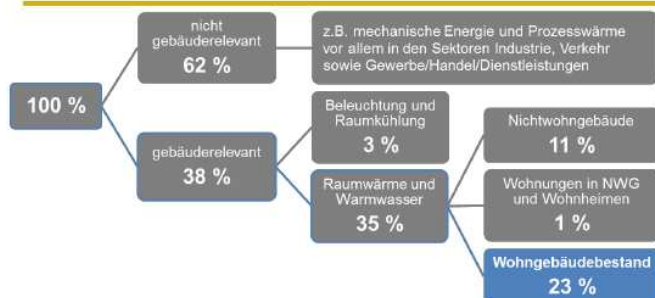 nicht
gebäuderelevant
62 %
z.B. mechanische Energie und Prozesswärme
vor allem in den Sektoren Industrie, Verkehr
sowie Gewerbe/Handel/Dienstleistungen
100 %
gebäuderelevant
38 %
Beleuchtung und
Raumkühlung
3 %
Raumwärme und
Warmwasser
35 %
Nichtwohngebäude
11 %
Wohnungen in NWG
und Wohnheimen
1 %
Wohngebäudebestand
23 %